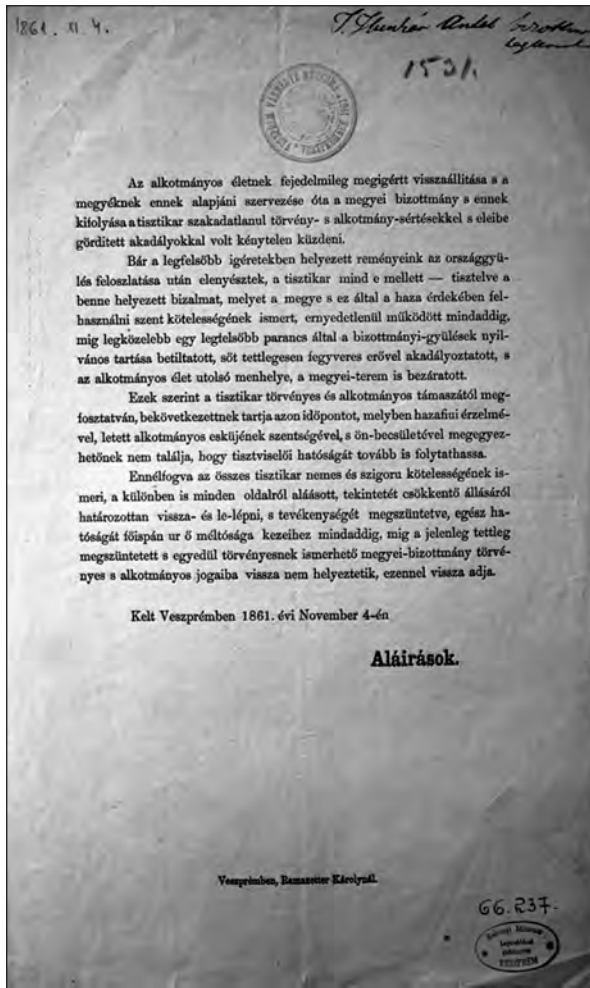 1861. XI. 4.
1531.
Az alkotmányos életnek fejedelmileg megigértt visszaállitása s a
megyéknek ennek alapjáni szervezése óta a megyei bizottmány s ennek
kifolyása a tisztikar szakadatlanul törvény- s alkotmány-sértésekkel s eleibe
gördített akadályokkal volt kénytelen küzdeni.
Bár a legfelsőbb igéretekben helyezett reményeink az országgyü-
lés feloszlatása után elenyésztek, a tisztikar mind e mellett — tisztelve a
benne helyezett bizalmat, melyet a megye s ez által a haza érdekében fel-
használni szent kötelességének ismert, ernyedetlenül működött mindaddig,
mig legközelebb egy legfelsőbb parancs által a bizottmányi-gyülések nyil-
vános tartása betiltatott, sőt tettlegesen fegyveres erővel akadályoztatott, s
az alkotmányos élet utolsó menhelye, a megyei-terem is bezáratott.
Ezek szerint a tisztikar törvényes és alkotmányos támaszától meg-
fosztatván, bekövetkezettnek tartja azon időpontot, melyben hazafiui érzelmé-
vel, letett alkotmányos esküjének szentségével, s ön-becsületével megegyez-
hetőnek nem találja, hogy tisztviselői hatóságát tovább is folytathassa.
Ennélfogva az összes tisztikar nemes és szigoru kötelességének is-
meri, a különben is minden oldalról aláásott, tekintetét csökkentő állásáról
határozottan vissza- és le-lépni, s tevékenységét megszüntetve, egész ha-
tóságát főispán ur ő méltósága kezeihez mindaddig, mig a jelenleg tettleg
megszüntetett s egyedül törvényesnek ismerhető megyei-bizottmány törvé-
nyes s alkotmányos jogaiba vissza nem helyeztetik, ezennel vissza adja.
Kelt Veszprémben 1861. évi November 4-én
Aláirások.
Veszprémben, Ramazetter Károlynál.
66.237.
VESZPRÉM